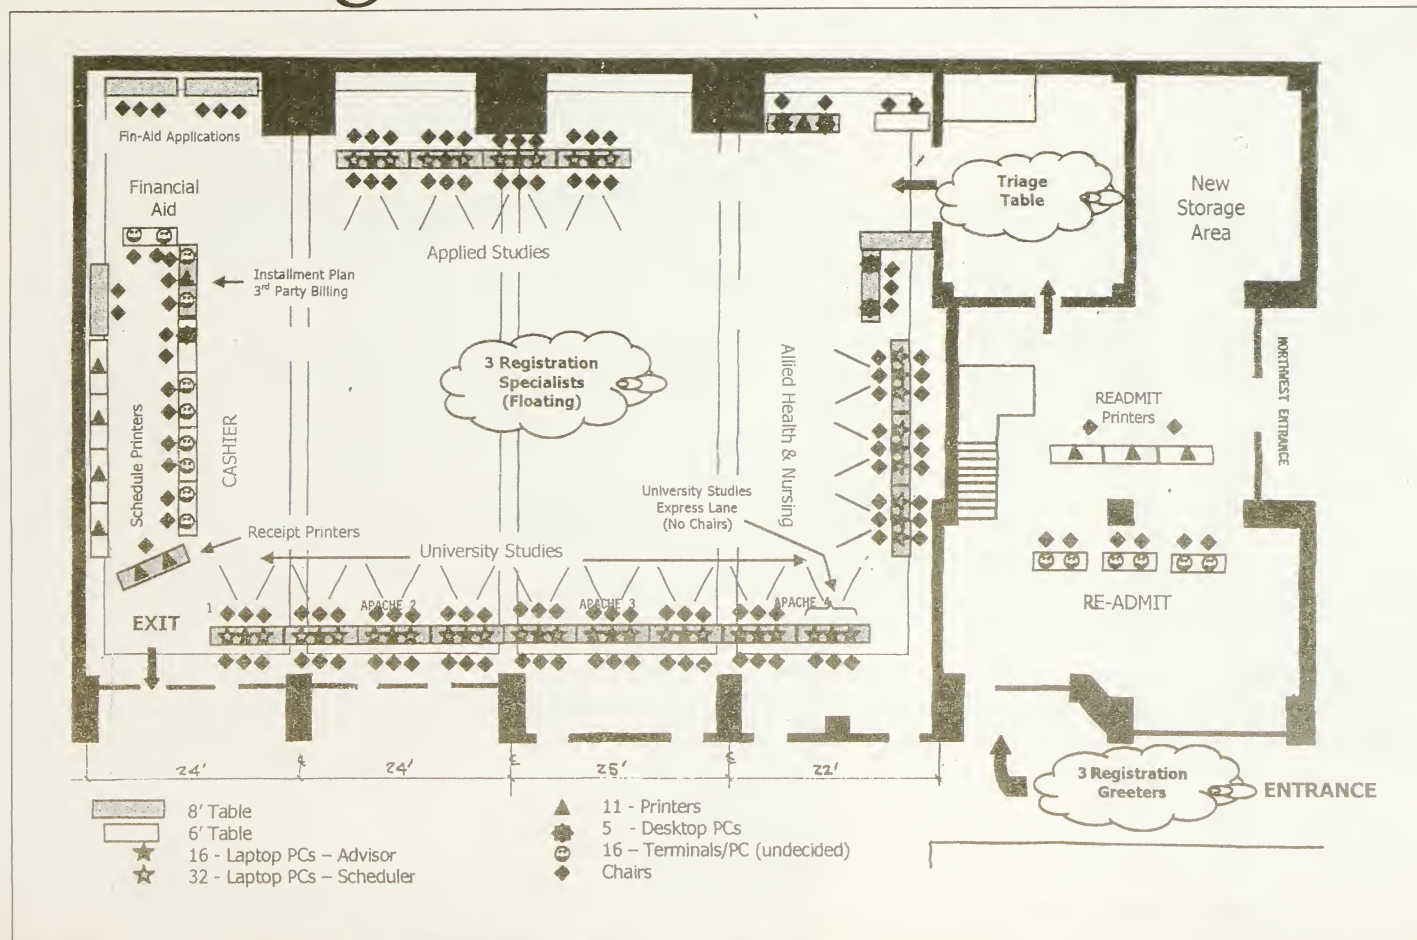 Fin-Aid Applications
Financial
Aid
Installment Plan
3rd Party Billing
Applied Studies
Triage
Table
New
Storage
Area
3 Registration
Specialists
(Floating)
Schedule Printers
CASHIER
Allied Health & Nursing
NORTHWEST ENTRANCE
READMIT
Printers
University Studies
Express Lane
(No Chairs)
Receipt Printers
University Studies
1
APACHE 2
APACHE 3
APACHE 4
EXIT
RE-ADMIT
24'
24'
25'
22'
3 Registration
Greeters
ENTRANCE
8' Table
6' Table
16 - Laptop PCs – Advisor
32 - Laptop PCs – Scheduler
11 - Printers
5 - Desktop PCs
16 – Terminals/PC (undecided)
Chairs